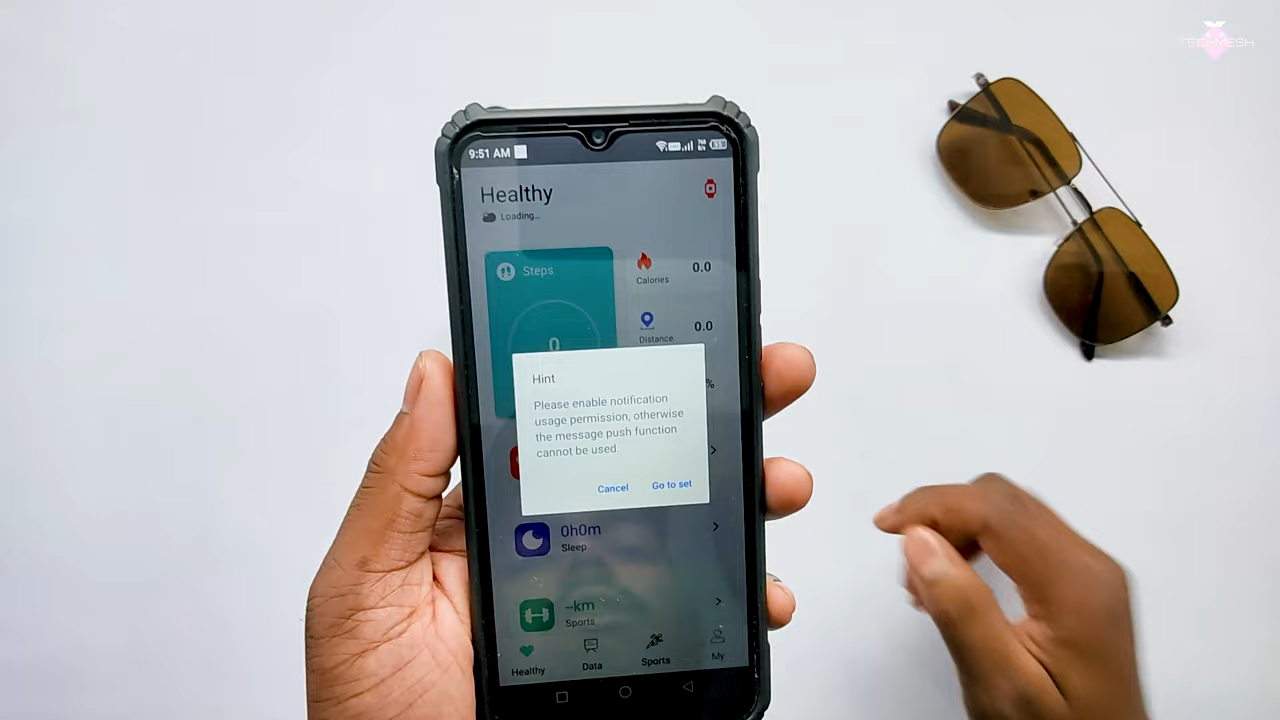 TECHMESH
9:51 AM
Healthy
Loading...
Steps
0
Calories
0.0
Distance
0.0
%
Hint
Please enable notification
usage permission, otherwise
the message push function
cannot be used.
Cancel
Go to set
0h0m
Sleep
--km
Sports
Healthy
Data
Sports
My